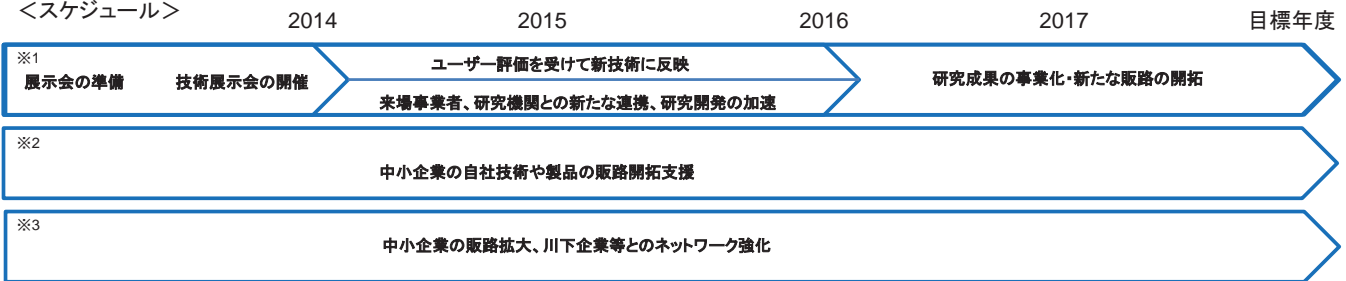 ＜スケジュール＞
2014 2015 2016 2017 目標年度
※1
展示会の準備 技術展示会の開催
ユーザー評価を受けて新技術に反映
来場事業者、研究機関との新たな連携、研究開発の加速
研究成果の事業化・新たな販路の開拓
※2
中小企業の自社技術や製品の販路開拓支援
※3
中小企業の販路拡大、川下企業等とのネットワーク強化